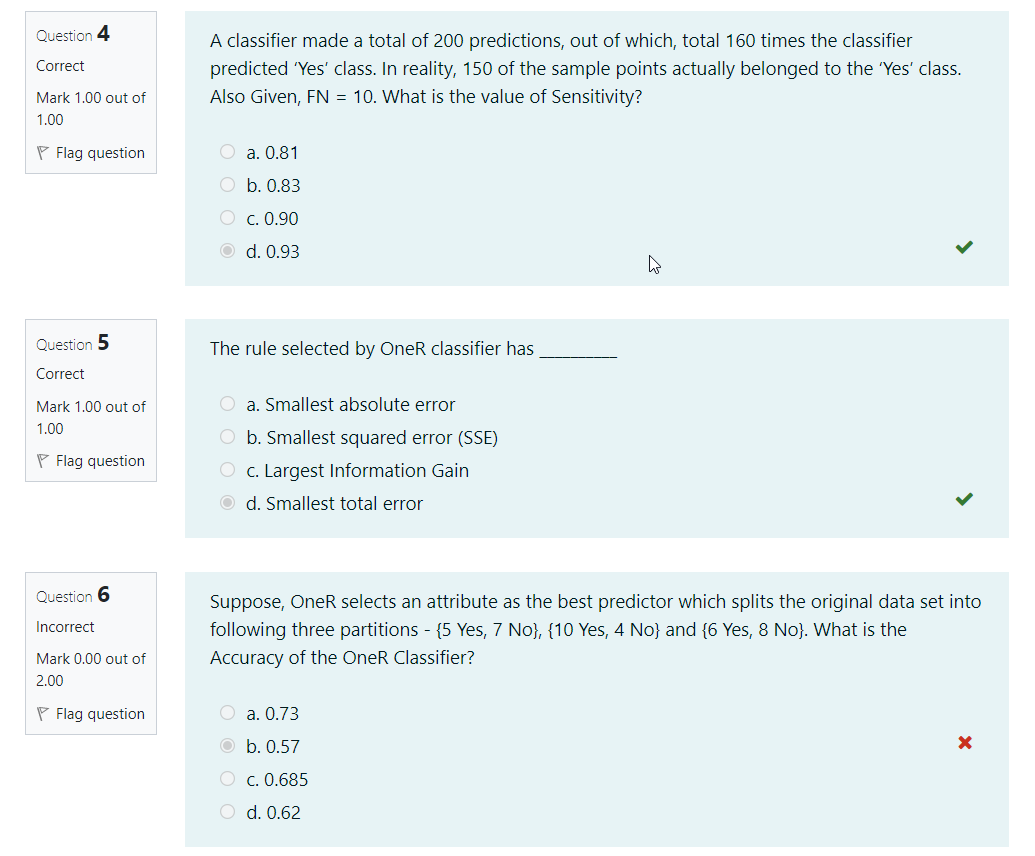 Question 4
Correct
Mark 1.00 out of
1.00
Flag question
A classifier made a total of 200 predictions, out of which, total 160 times the classifier
predicted ‘Yes’ class. In reality, 150 of the sample points actually belonged to the ‘Yes’ class.
Also Given, FN = 10. What is the value of Sensitivity?
a. 0.81
b. 0.83
c. 0.90
d. 0.93
Question 5
Correct
Mark 1.00 out of
1.00
Flag question
The rule selected by OneR classifier has __________
a. Smallest absolute error
b. Smallest squared error (SSE)
c. Largest Information Gain
d. Smallest total error
Question 6
Incorrect
Mark 0.00 out of
2.00
Flag question
Suppose, OneR selects an attribute as the best predictor which splits the original data set into
following three partitions - {5 Yes, 7 No}, {10 Yes, 4 No} and {6 Yes, 8 No}. What is the
Accuracy of the OneR Classifier?
a. 0.73
b. 0.57
c. 0.685
d. 0.62